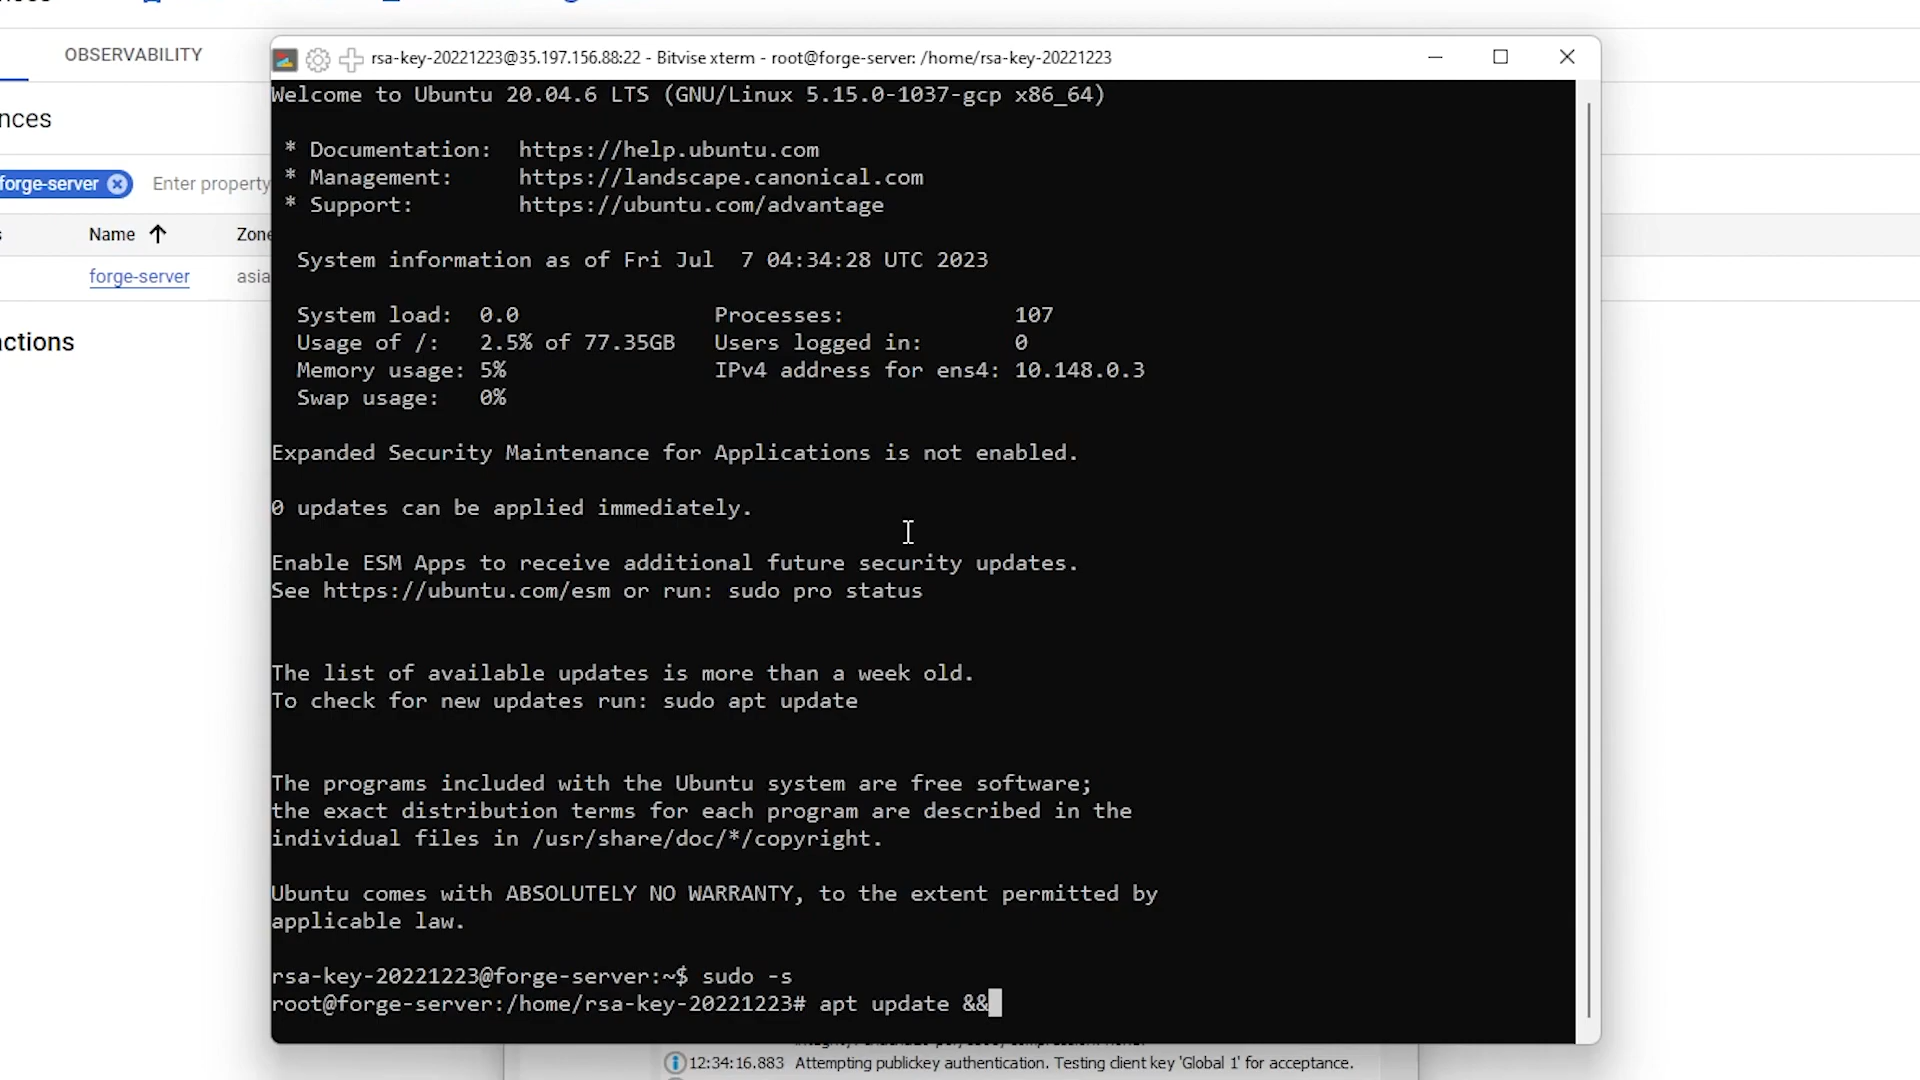 OBSERVABILITY
nces
forge-server
Enter property
Name
Zone
forge-server
asia
ctions
rsa-key-20221223@35.197.156.88:22 - Bitvise xterm - root@forge-server: /home/rsa-key-20221223
Welcome to Ubuntu 20.04.6 LTS (GNU/Linux 5.15.0-1037-gcp x86_64)
* Documentation:  https://help.ubuntu.com
* Management:     https://landscape.canonical.com
* Support:        https://ubuntu.com/advantage
System information as of Fri Jul  7 04:34:28 UTC 2023
System load:  0.0               Processes:             107
Usage of /:   2.5% of 77.35GB   Users logged in:       0
Memory usage: 5%                IPv4 address for ens4: 10.148.0.3
Swap usage:   0%
Expanded Security Maintenance for Applications is not enabled.
0 updates can be applied immediately.
Enable ESM Apps to receive additional future security updates.
See https://ubuntu.com/esm or run: sudo pro status
The list of available updates is more than a week old.
To check for new updates run: sudo apt update
The programs included with the Ubuntu system are free software;
the exact distribution terms for each program are described in the
individual files in /usr/share/doc/*/copyright.
Ubuntu comes with ABSOLUTELY NO WARRANTY, to the extent permitted by
applicable law.
rsa-key-20221223@forge-server:~$ sudo -s
root@forge-server:/home/rsa-key-20221223# apt update &&
12:34:16.883 Attempting publickey authentication. Testing client key 'Global 1' for acceptance.